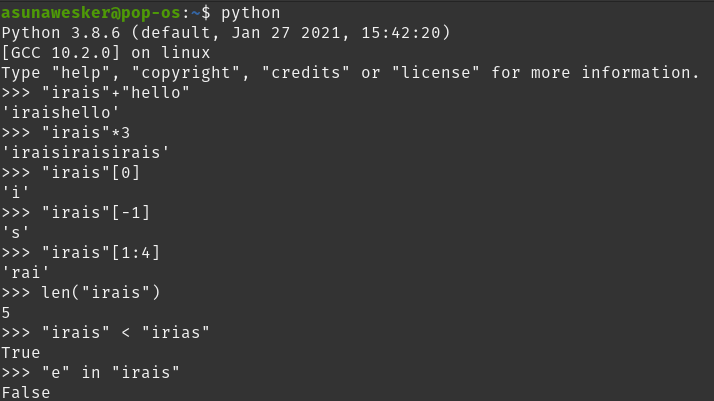 asunawesker@pop-os:~$ python
Python 3.8.6 (default, Jan 27 2021, 15:42:20)
[GCC 10.2.0] on linux
Type "help", "copyright", "credits" or "license" for more information.
>>> "irais"+"hello"
'iraishello'
>>> "irais"*3
'iraisiraisirais'
>>> "irais"[0]
'i'
>>> "irais"[-1]
's'
>>> "irais"[1:4]
'rai'
>>> len("irais")
5
>>> "irais" < "irias"
True
>>> "e" in "irais"
False